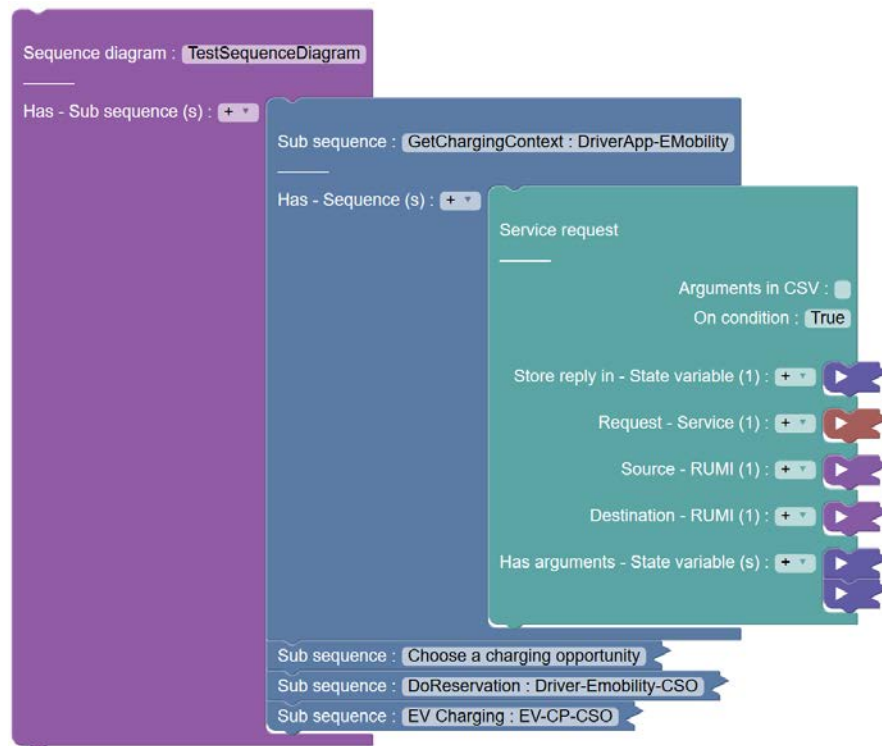 Sequence diagram : TestSequenceDiagram
Has - Sub sequence (s) : +
Sub sequence : GetChargingContext : DriverApp-EMobility
Has - Sequence (s) : +
Service request
Arguments in CSV :
On condition : True
Store reply in - State variable (1) : +
Request - Service (1) : +
Source - RUMI (1) : +
Destination - RUMI (1) : +
Has arguments - State variable (s) : +
Sub sequence : Choose a charging opportunity
Sub sequence : DoReservation : Driver-Emobility-CSO
Sub sequence : EV Charging : EV-CP-CSO